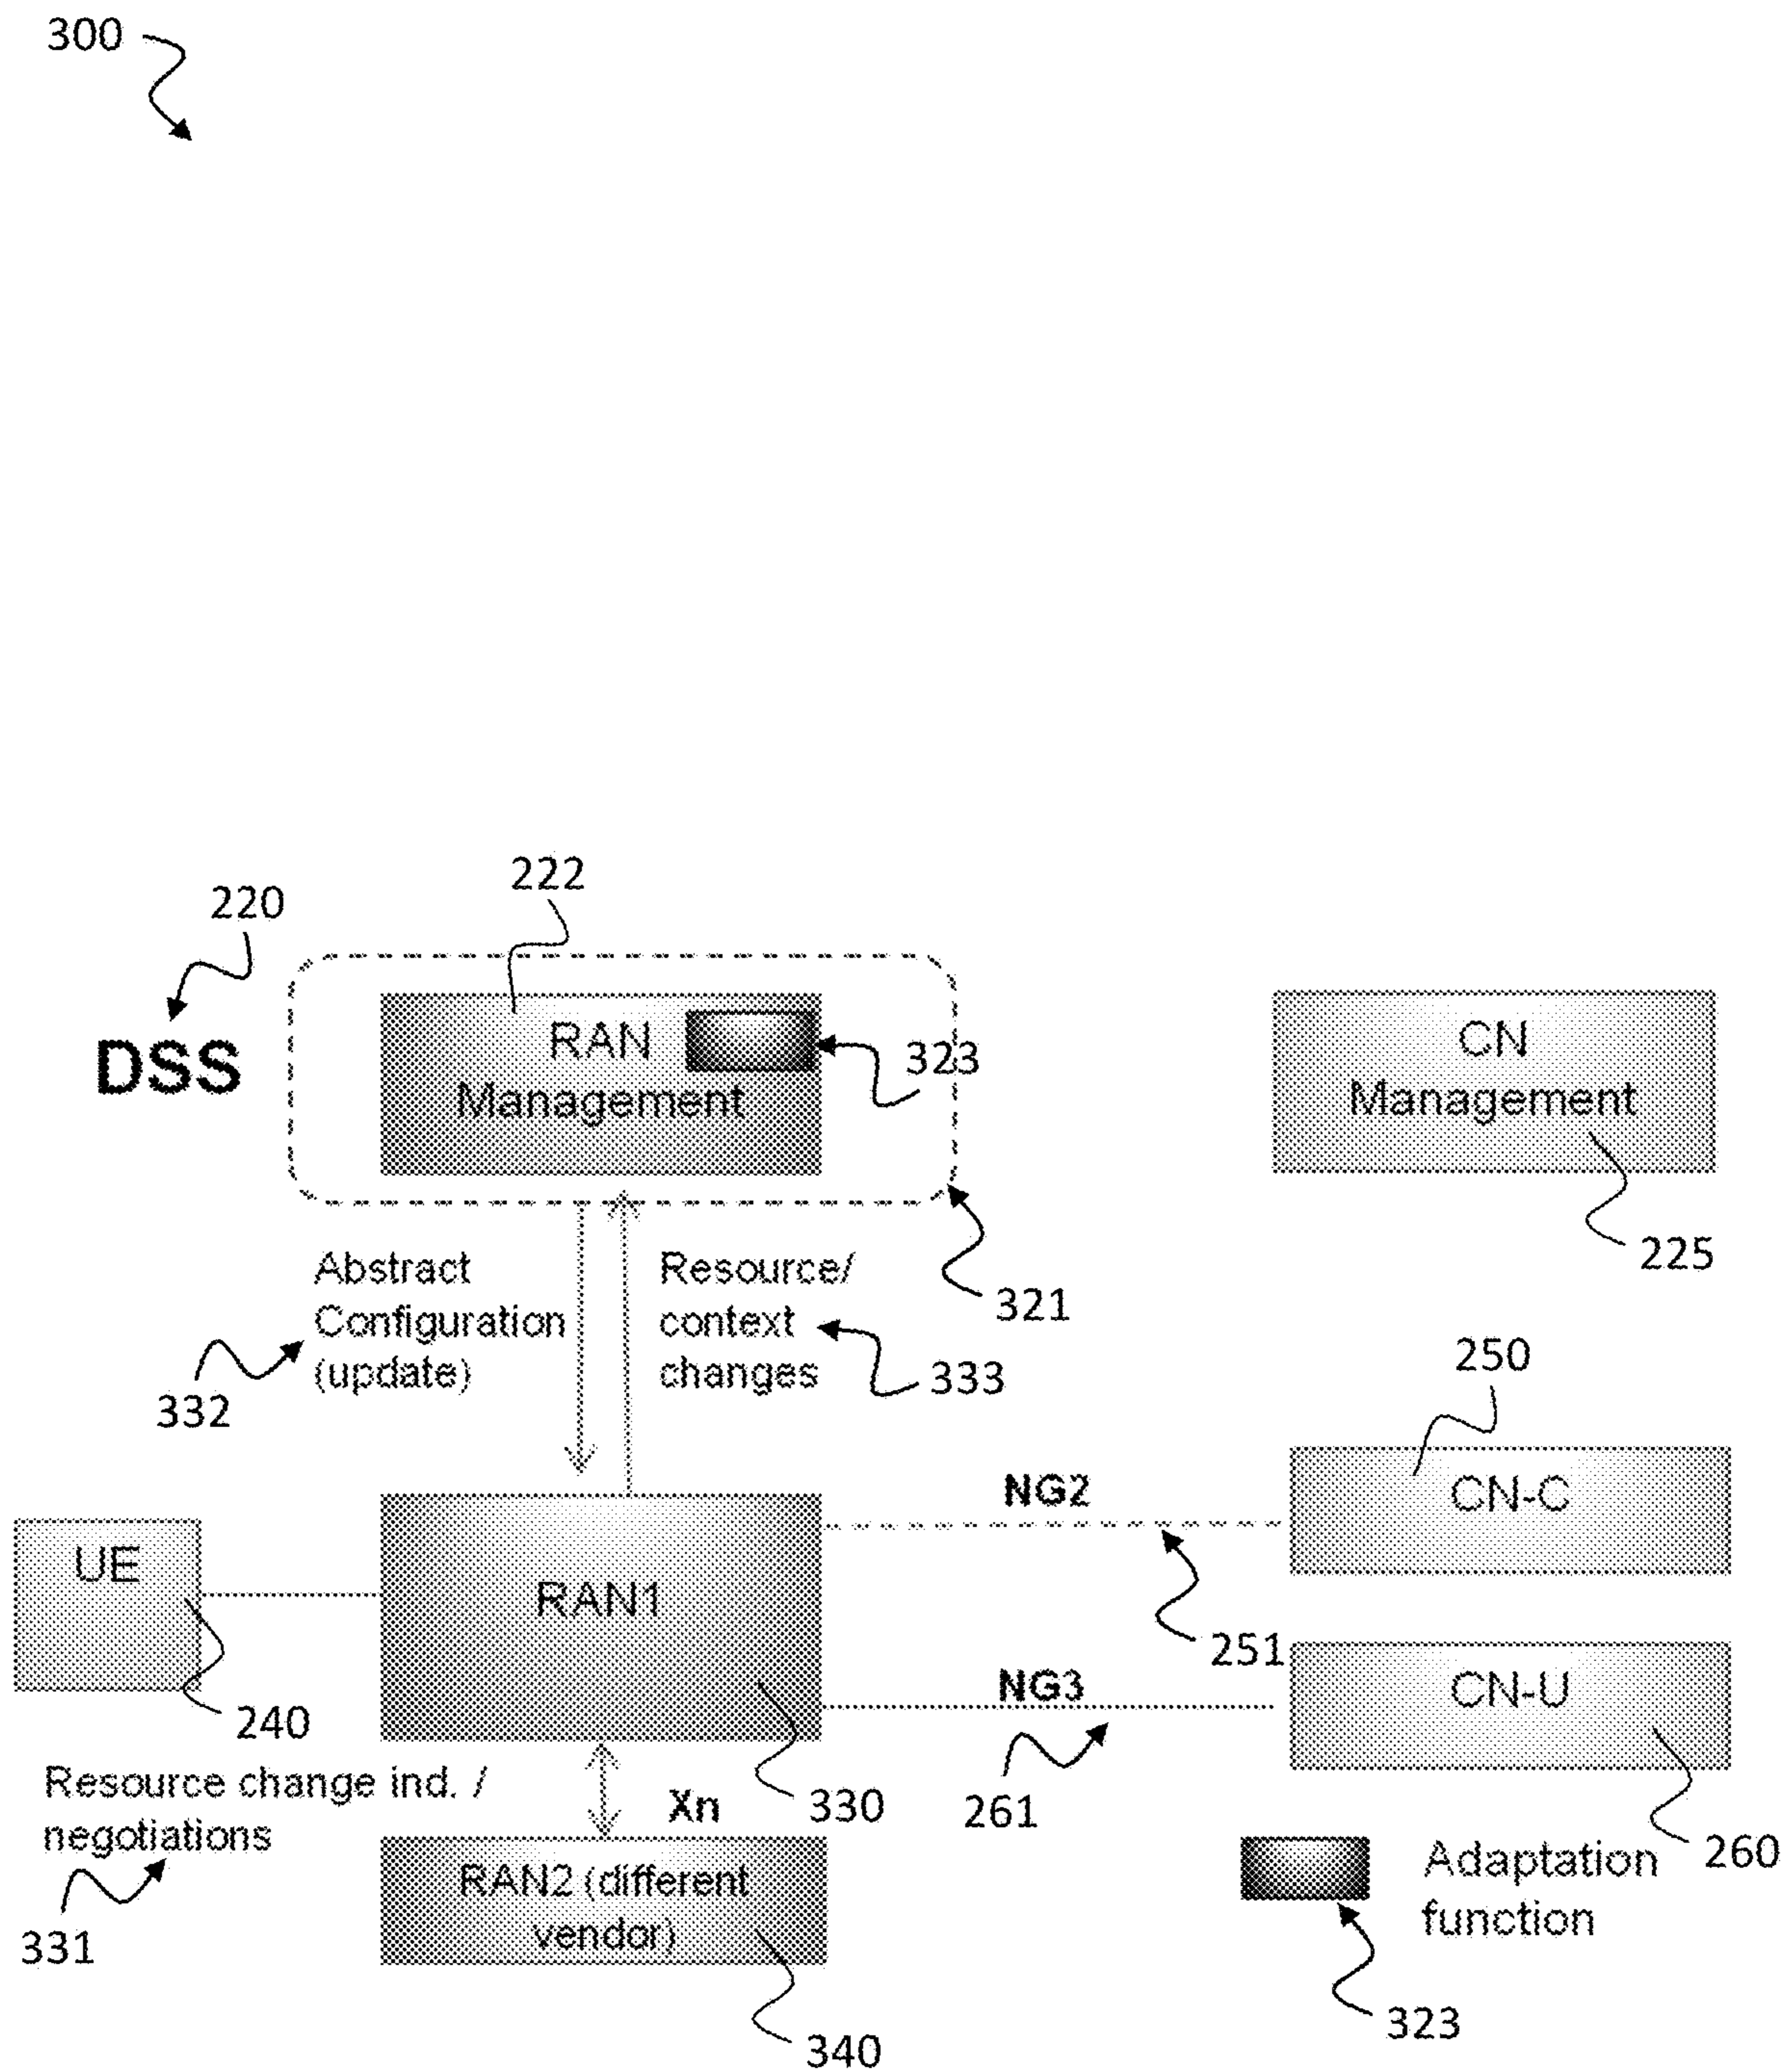 300
222
220
DSS
RAN
Management
323
CN
Management
225
321
Abstract
Configuration
(update)
332
Resource/
context
changes
333
250
CN-C
NG2
251
UE
240
RAN1
330
NG3
261
CN-U
260
Resource change ind. /
negotiations
331
Xn
RAN2 (different
vendor)
340
Adaptation
function
323